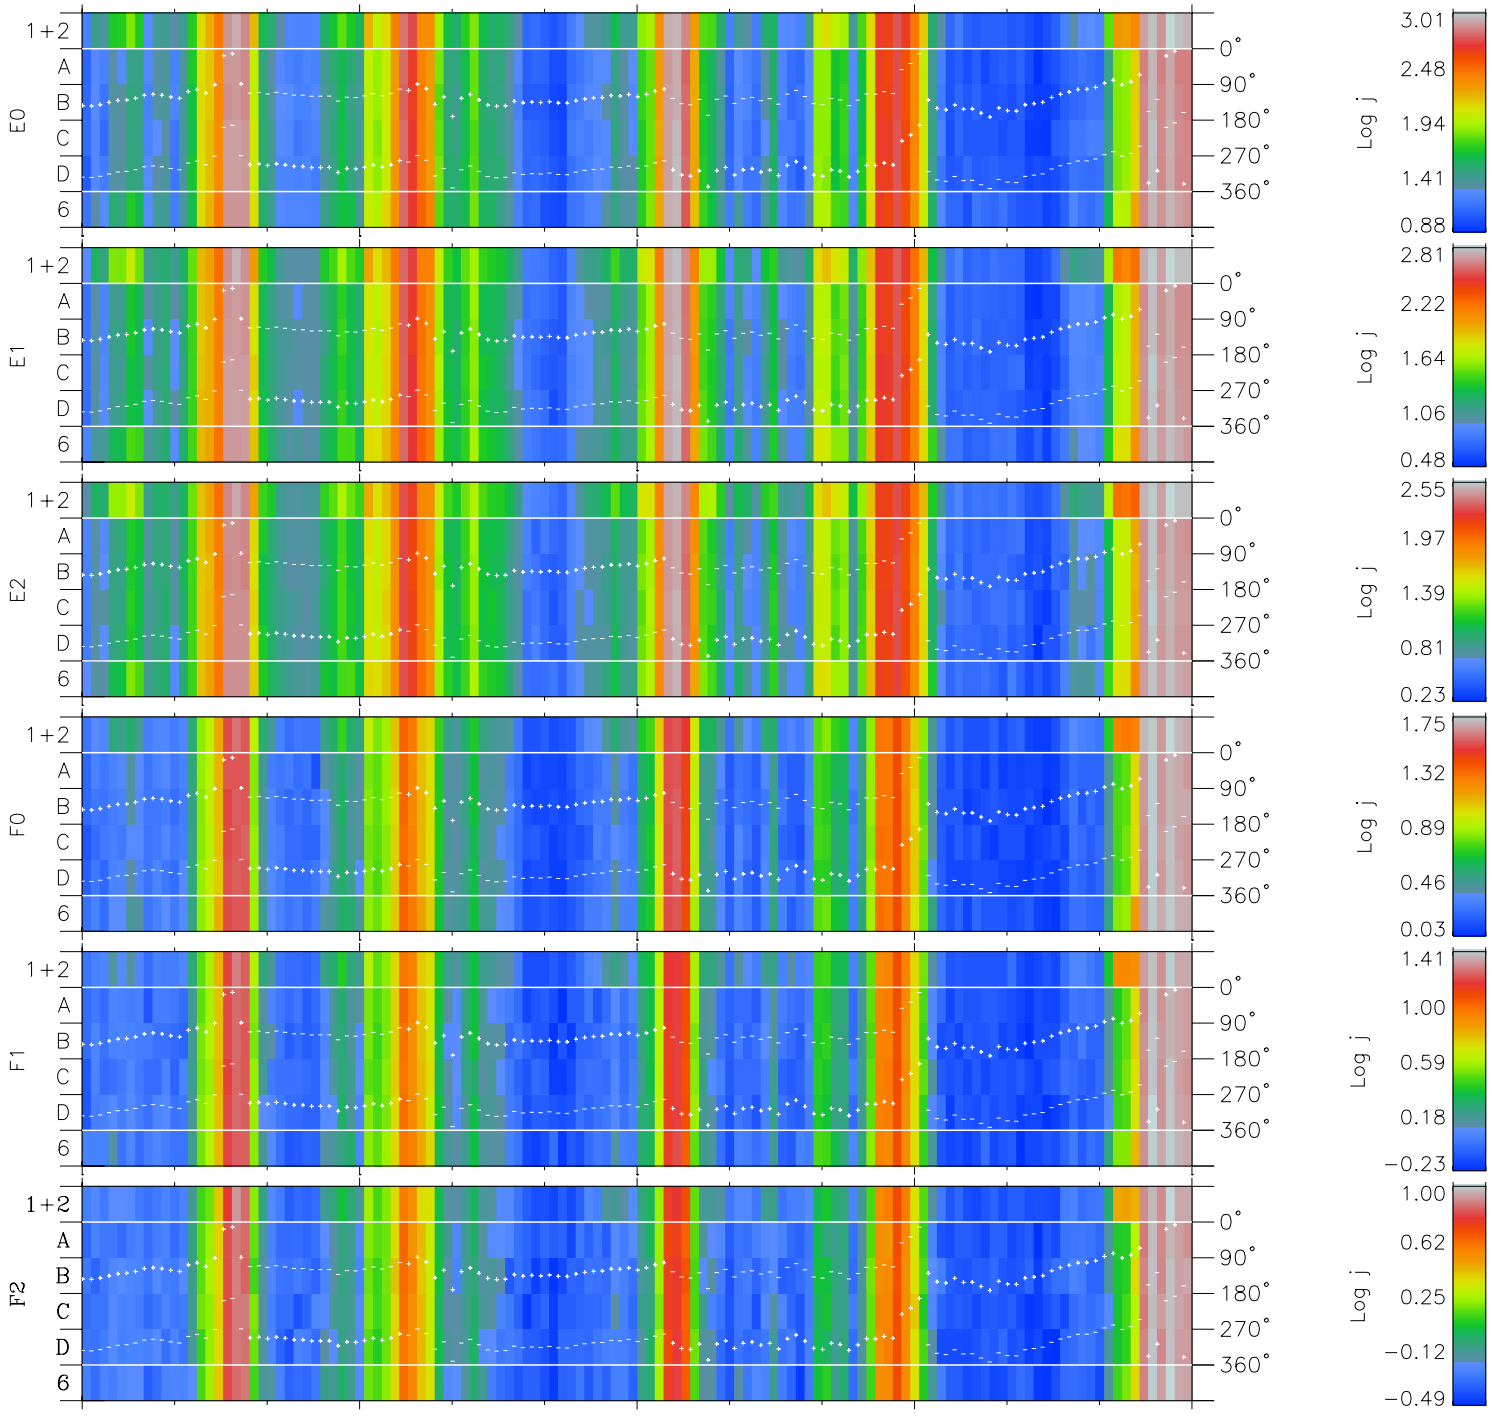 E0
1+2
A
B
C
D
6
0°
90°
180°
270°
360°
Log j
3.01
2.48
1.94
1.41
0.88
E1
1+2
A
B
C
D
6
0°
90°
180°
270°
360°
Log j
2.81
2.22
1.64
1.06
0.48
E2
1+2
A
B
C
D
6
0°
90°
180°
270°
360°
Log j
2.55
1.97
1.39
0.81
0.23
F0
1+2
A
B
C
D
6
0°
90°
180°
270°
360°
Log j
1.75
1.32
0.89
0.46
0.03
F1
1+2
A
B
C
D
6
0°
90°
180°
270°
360°
Log j
1.41
1.00
0.59
0.18
−0.23
F2
1+2
A
B
C
D
6
0°
90°
180°
270°
360°
Log j
1.00
0.62
0.25
−0.12
−0.49